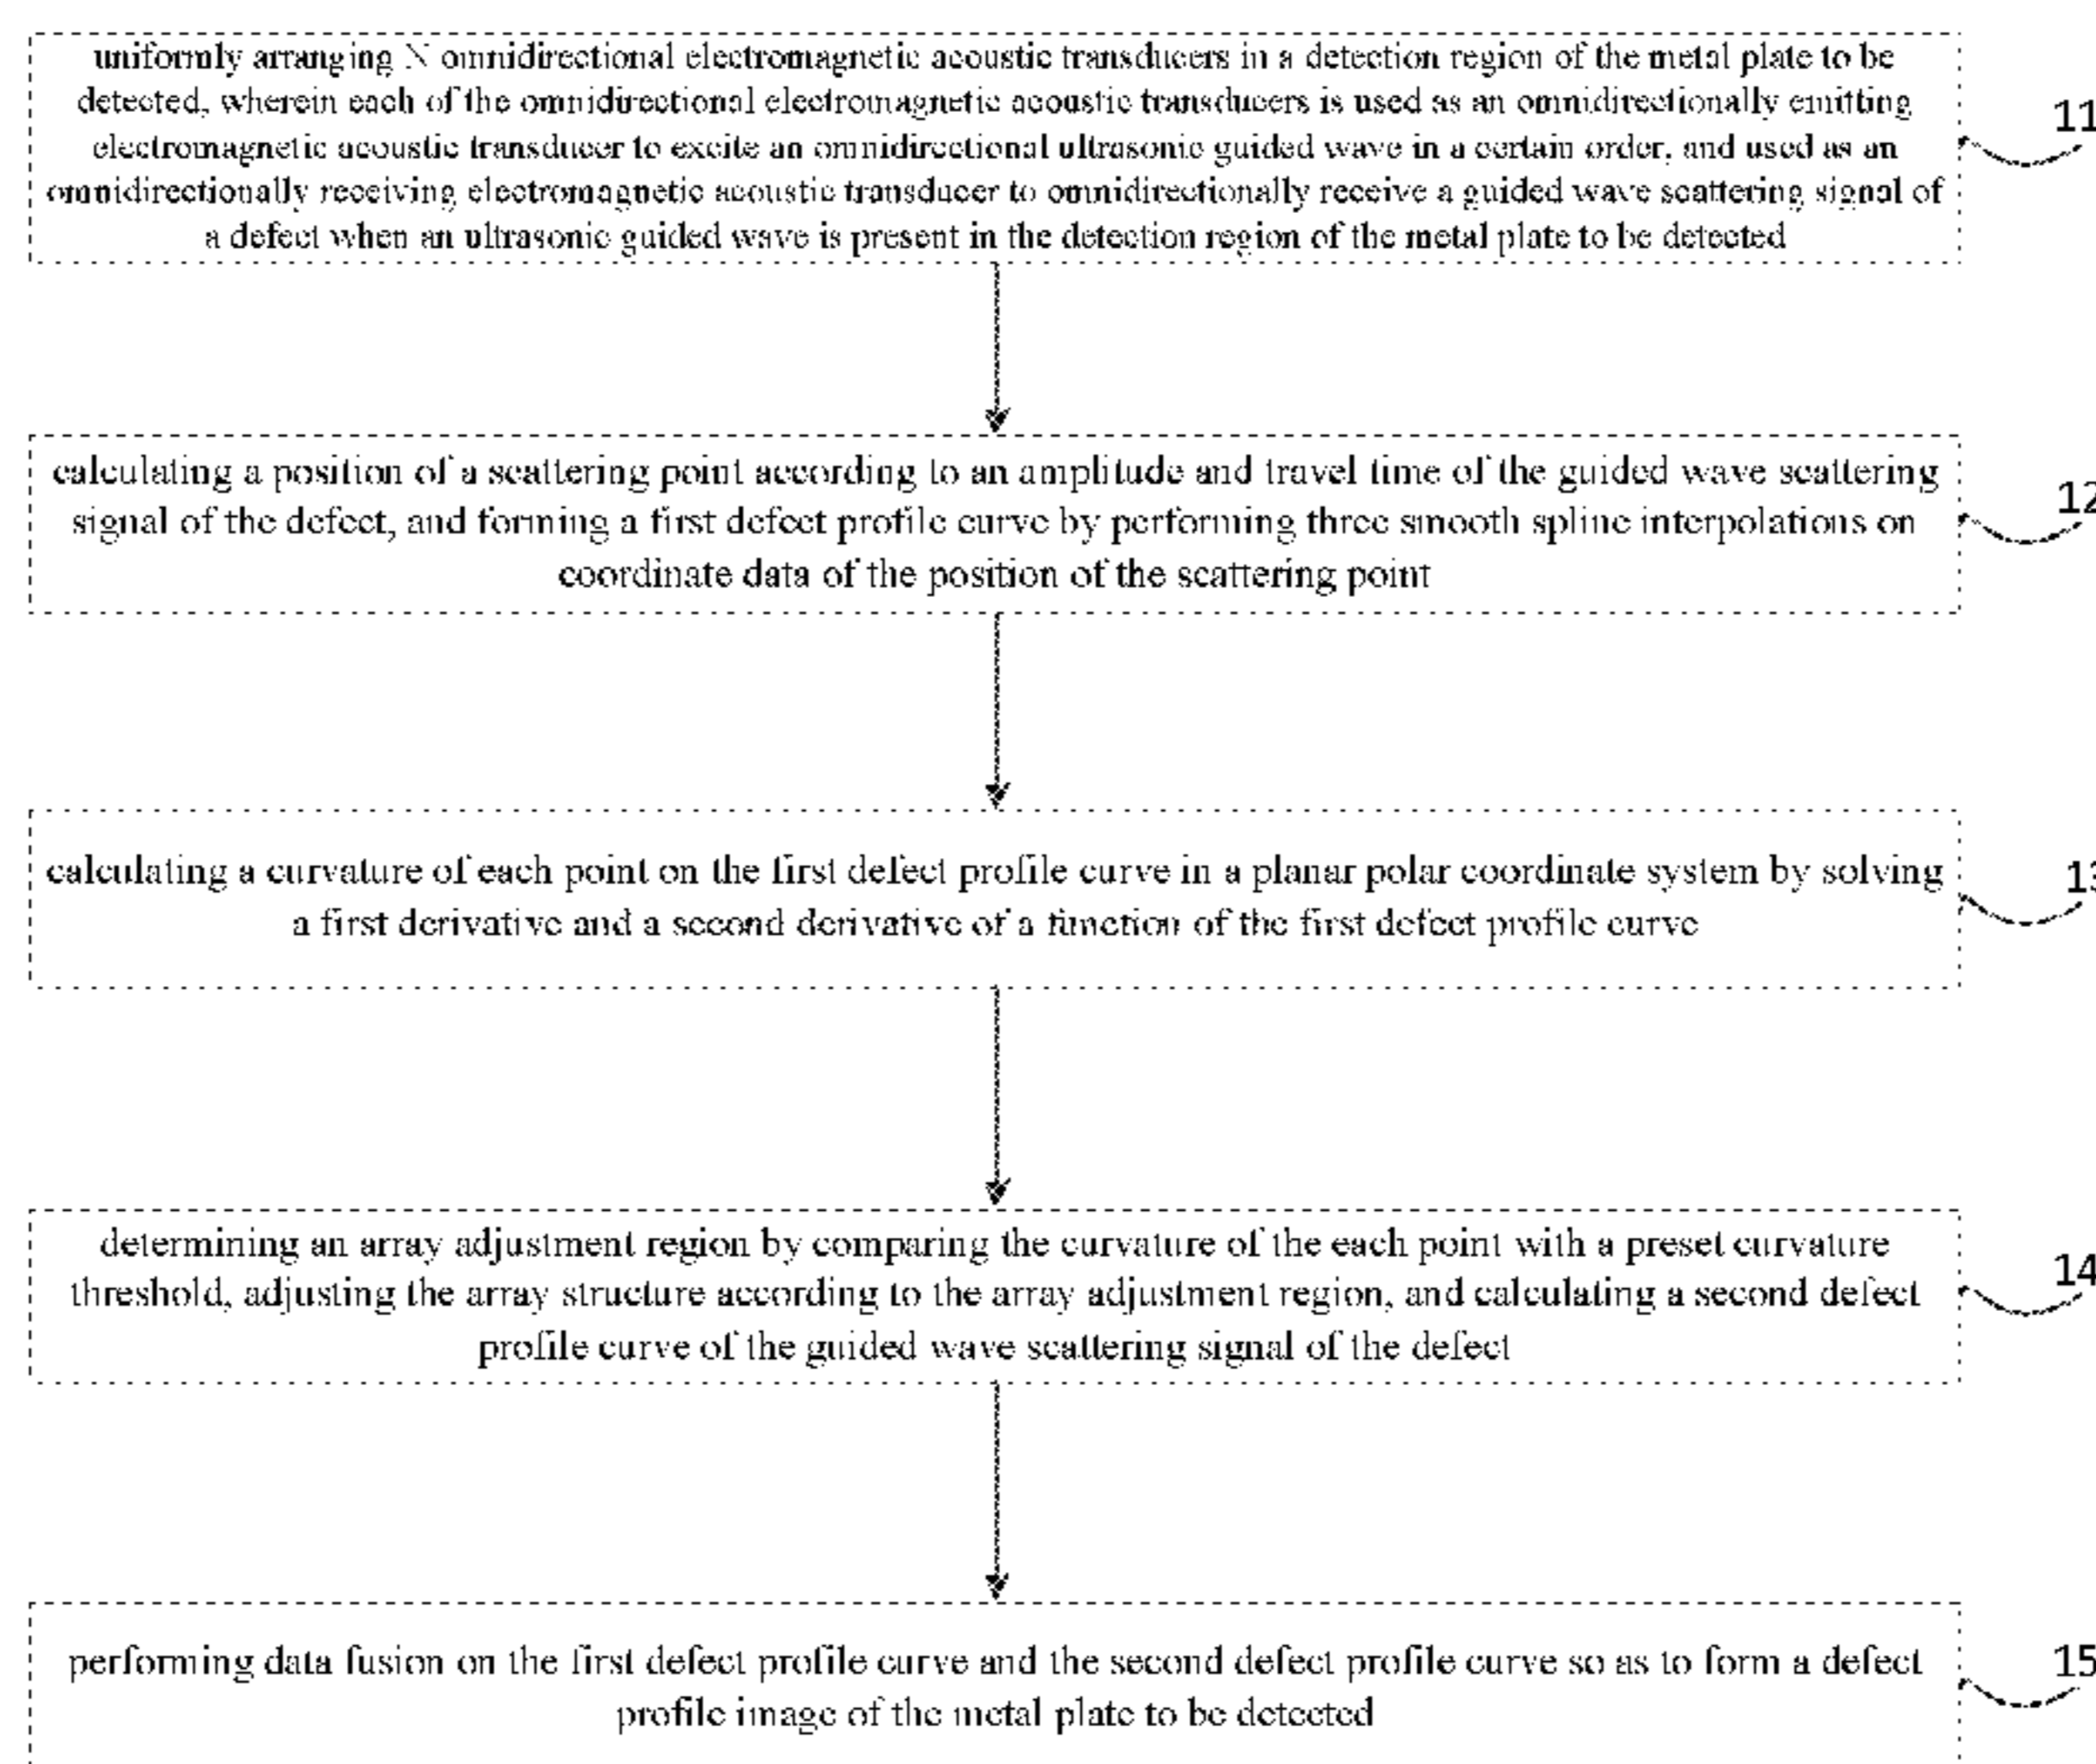 uniformly arranging N omnidirectional electromagnetic acoustic transducers in a detection region of the metal plate to be
detected, wherein each of the omnidirectional electromagnetic acoustic transducers is used as an omnidirectionally emitting
electromagnetic acoustic transducer to excite an omnidirectional ultrasonic guided wave in a certain order, and used as an
omnidirectionally receiving electromagnetic acoustic transducer to omnidirectionally receive a guided wave scattering signal of
a defect when an ultrasonic guided wave is present in the detection region of the metal plate to be detected
11
calculating a position of a scattering point according to an amplitude and travel time of the guided wave scattering
signal of the defect, and forming a first defect profile curve by performing three smooth spline interpolations on
coordinate data of the position of the scattering point
12
calculating a curvature of each point on the first defect profile curve in a planar polar coordinate system by solving
a first derivative and a second derivative of a function of the first defect profile curve
13
determining an array adjustment region by comparing the curvature of the each point with a preset curvature
threshold, adjusting the array structure according to the array adjustment region, and calculating a second defect
profile curve of the guided wave scattering signal of the defect
14
performing data fusion on the first defect profile curve and the second defect profile curve so as to form a defect
profile image of the metal plate to be detected
15